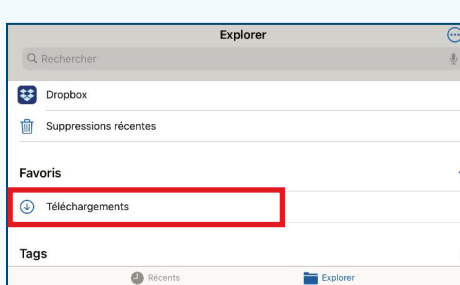 Explorer
Rechercher
Dropbox
Suppressions récentes
Favoris
Téléchargements
Tags
Récents Explorer